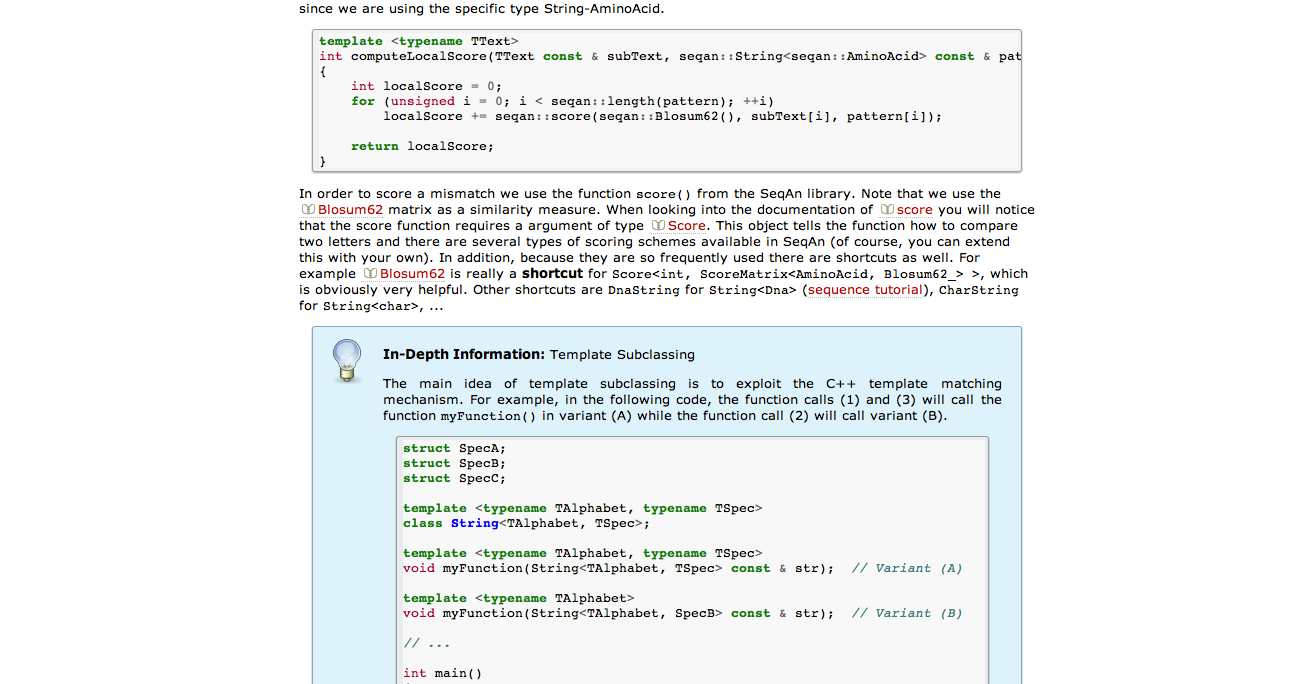 since we are using the specific type String-AminoAcid.
template <typename TText>
int computeLocalScore(TText const & subText, seqan::String<seqan::AminoAcid> const & pat
{
    int localScore = 0;
    for (unsigned i = 0; i < seqan::length(pattern); ++i)
        localScore += seqan::score(seqan::Blosum62(), subText[i], pattern[i]);
    return localScore;
}
In order to score a mismatch we use the function score() from the SeqAn library. Note that we use the
Blosum62 matrix as a similarity measure. When looking into the documentation of score you will notice
that the score function requires a argument of type Score. This object tells the function how to compare
two letters and there are several types of scoring schemes available in SeqAn (of course, you can extend
this with your own). In addition, because they are so frequently used there are shortcuts as well. For
example Blosum62 is really a shortcut for Score<int, ScoreMatrix<AminoAcid, Blosum62_> >, which
is obviously very helpful. Other shortcuts are DnaString for String<Dna> (sequence tutorial), CharString
for String<char>, ...
In-Depth Information: Template Subclassing
The main idea of template subclassing is to exploit the C++ template matching
mechanism. For example, in the following code, the function calls (1) and (3) will call the
function myFunction() in variant (A) while the function call (2) will call variant (B).
struct SpecA;
struct SpecB;
struct SpecC;
template <typename TAlphabet, typename TSpec>
class String<TAlphabet, TSpec>;
template <typename TAlphabet, typename TSpec>
void myFunction(String<TAlphabet, TSpec> const & str);  // Variant (A)
template <typename TAlphabet>
void myFunction(String<TAlphabet, SpecB> const & str);  // Variant (B)
// ...
int main()